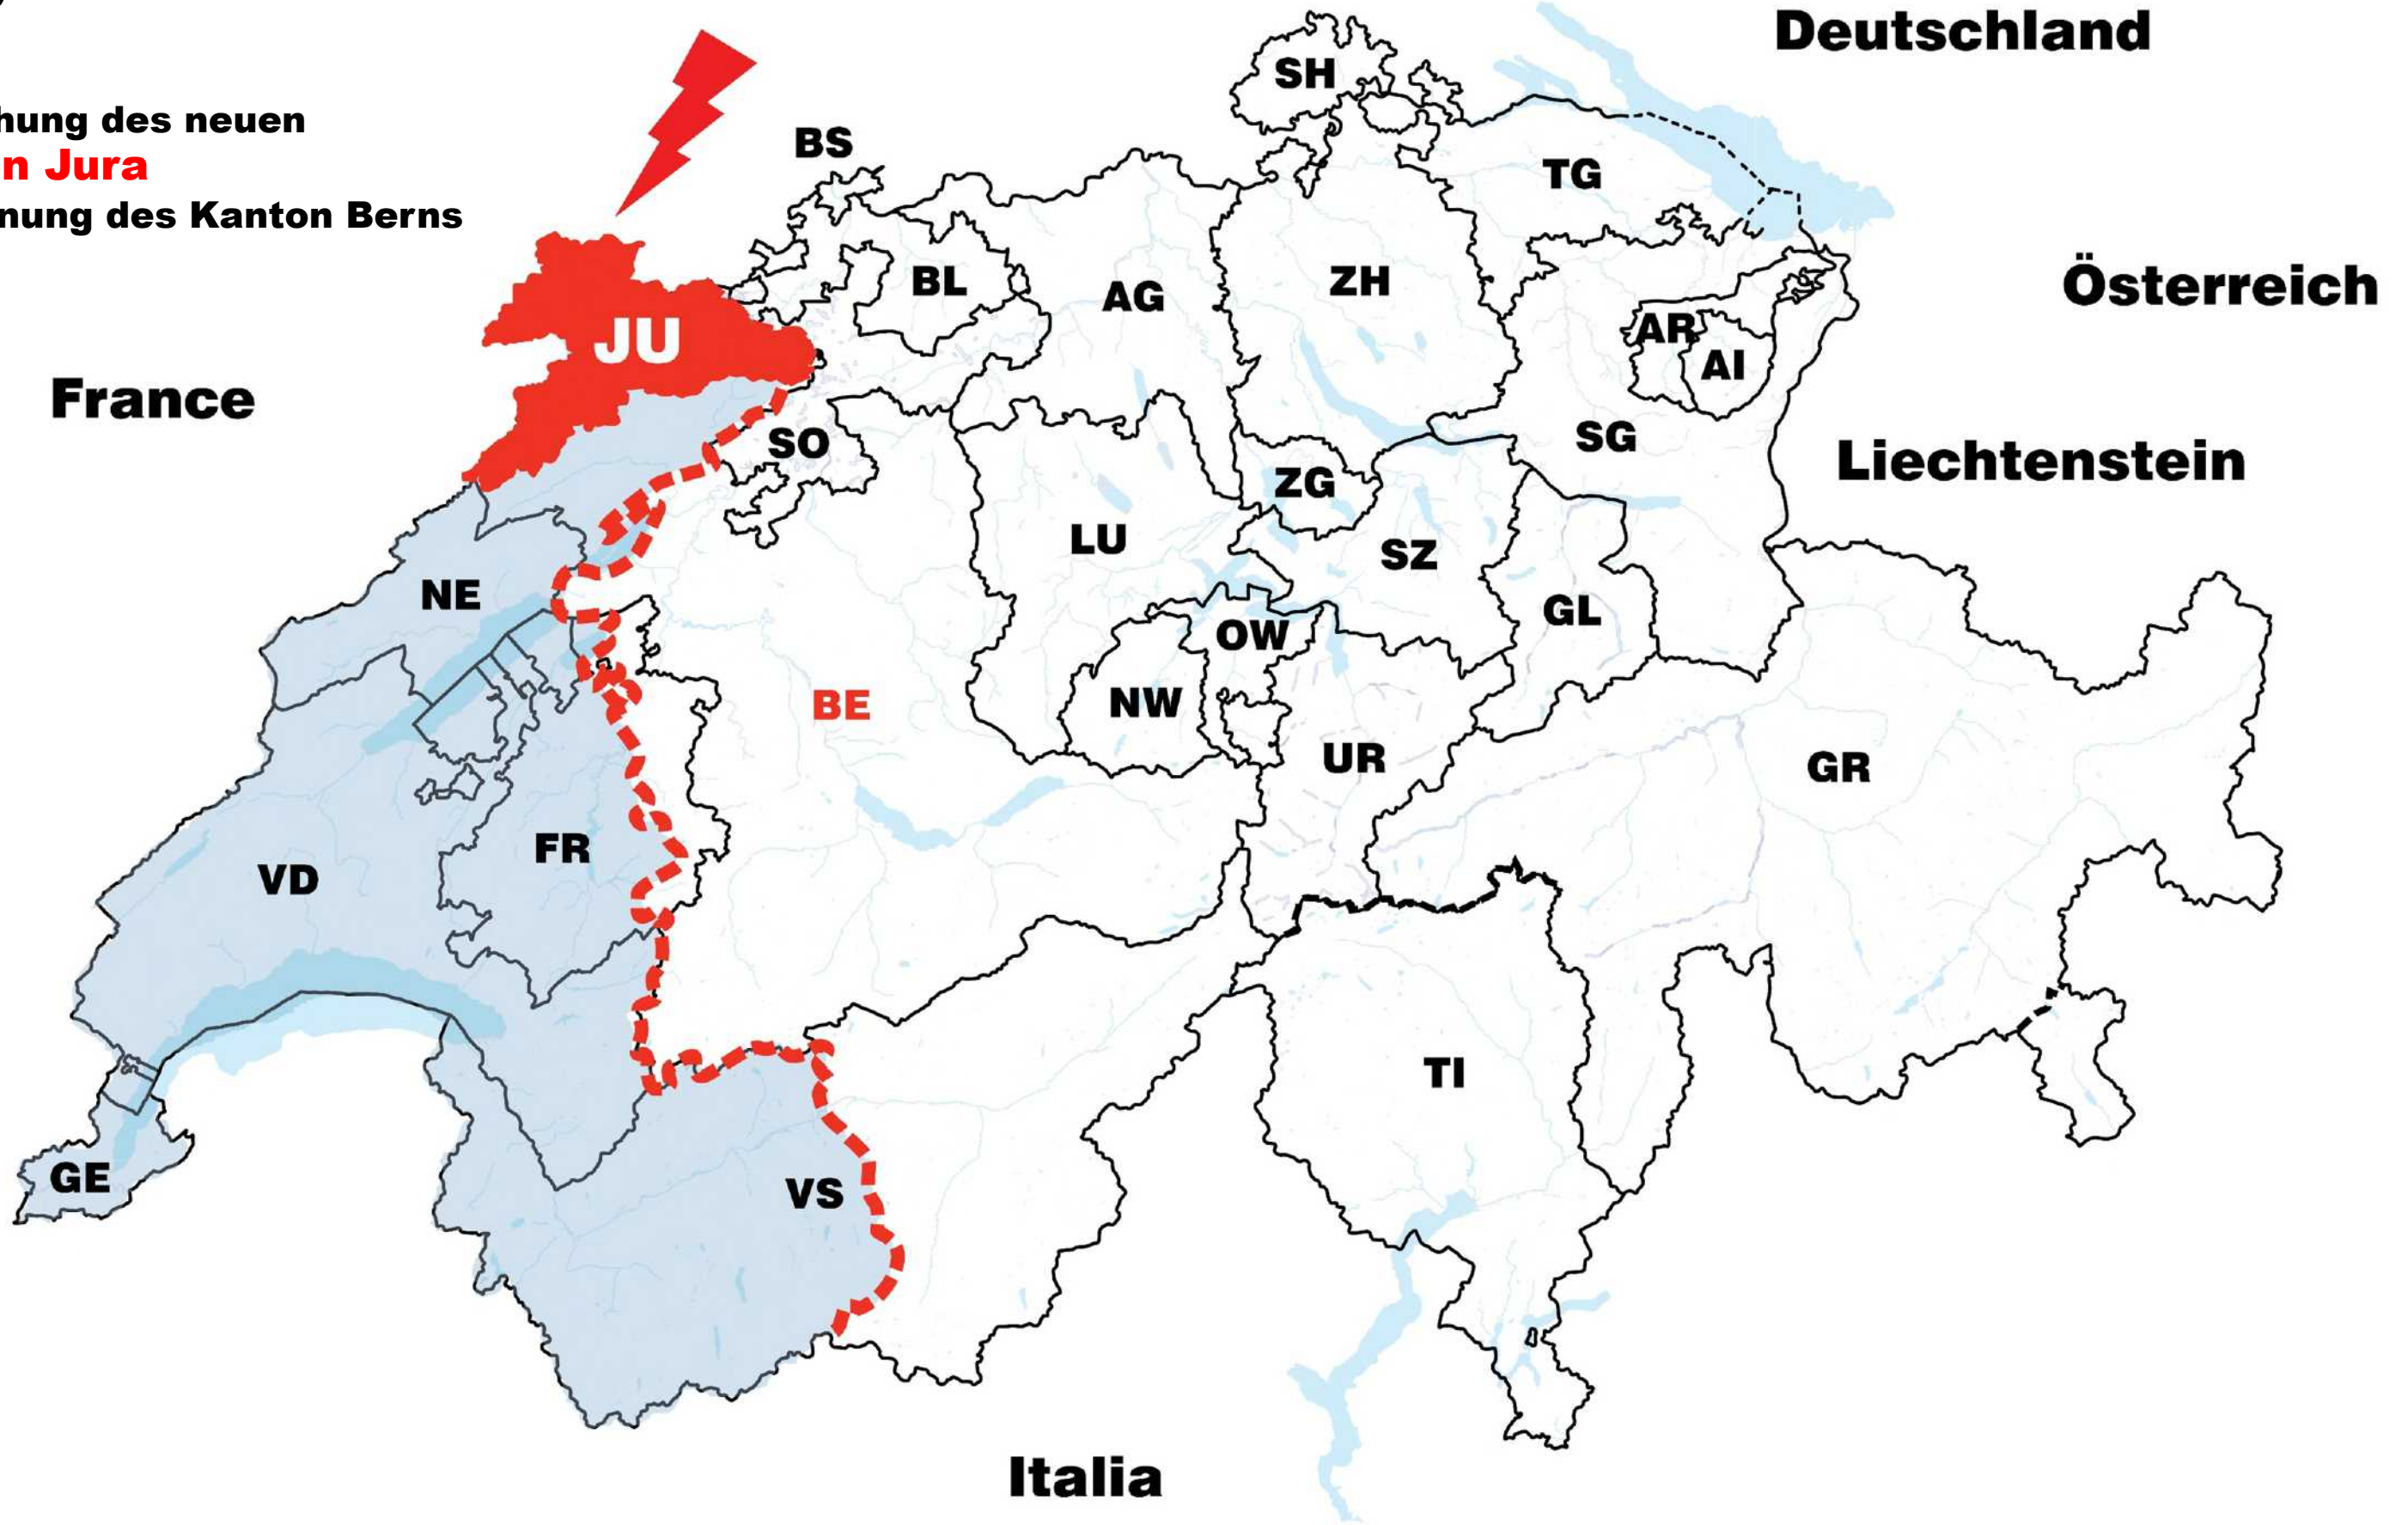 Deutschland
SH
hung des neuen
BS
n Jura
TG
nung des Kanton Berns
BL
AG
ZH
Österreich
AR
JU
AI
France
SO
SG
Liechtenstein
ZG
LU
SZ
NE
GL
OW
BE
NW
UR
GR
FR
VD
TI
GE
VS
Italia